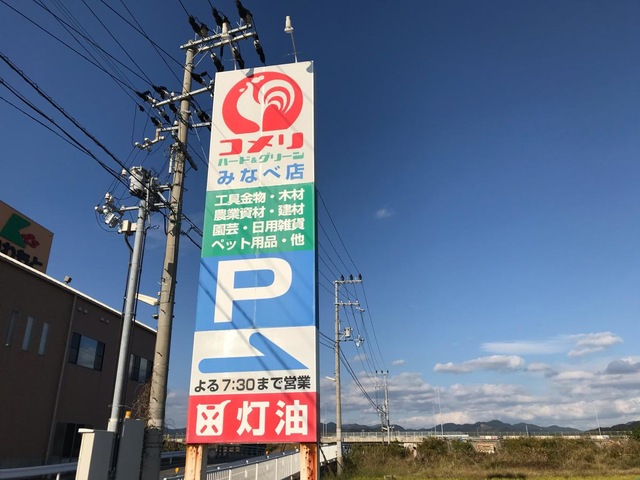 コメリ
ハード&グリーン
みなべ店
工具金物・木材
農業資材・建材
園芸・日用雑貨
ペット用品・他
P
よる7:30まで営業
灯油